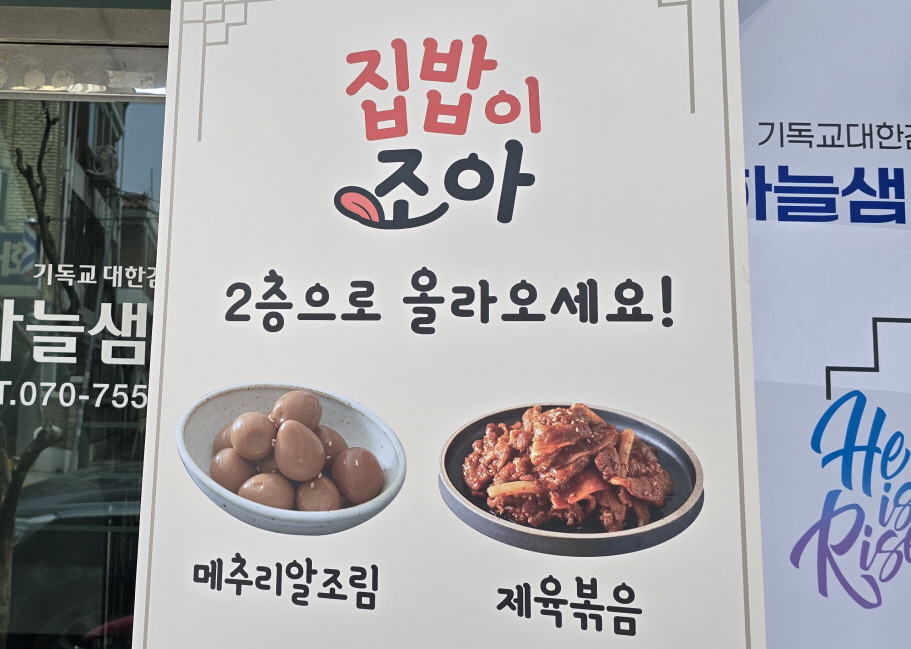 집밥이
조아
2층으로 올라오세요!
메추리알조림
제육볶음
기독교 대한
하늘샘
T.070-755
기독교대한
하늘샘
He
is